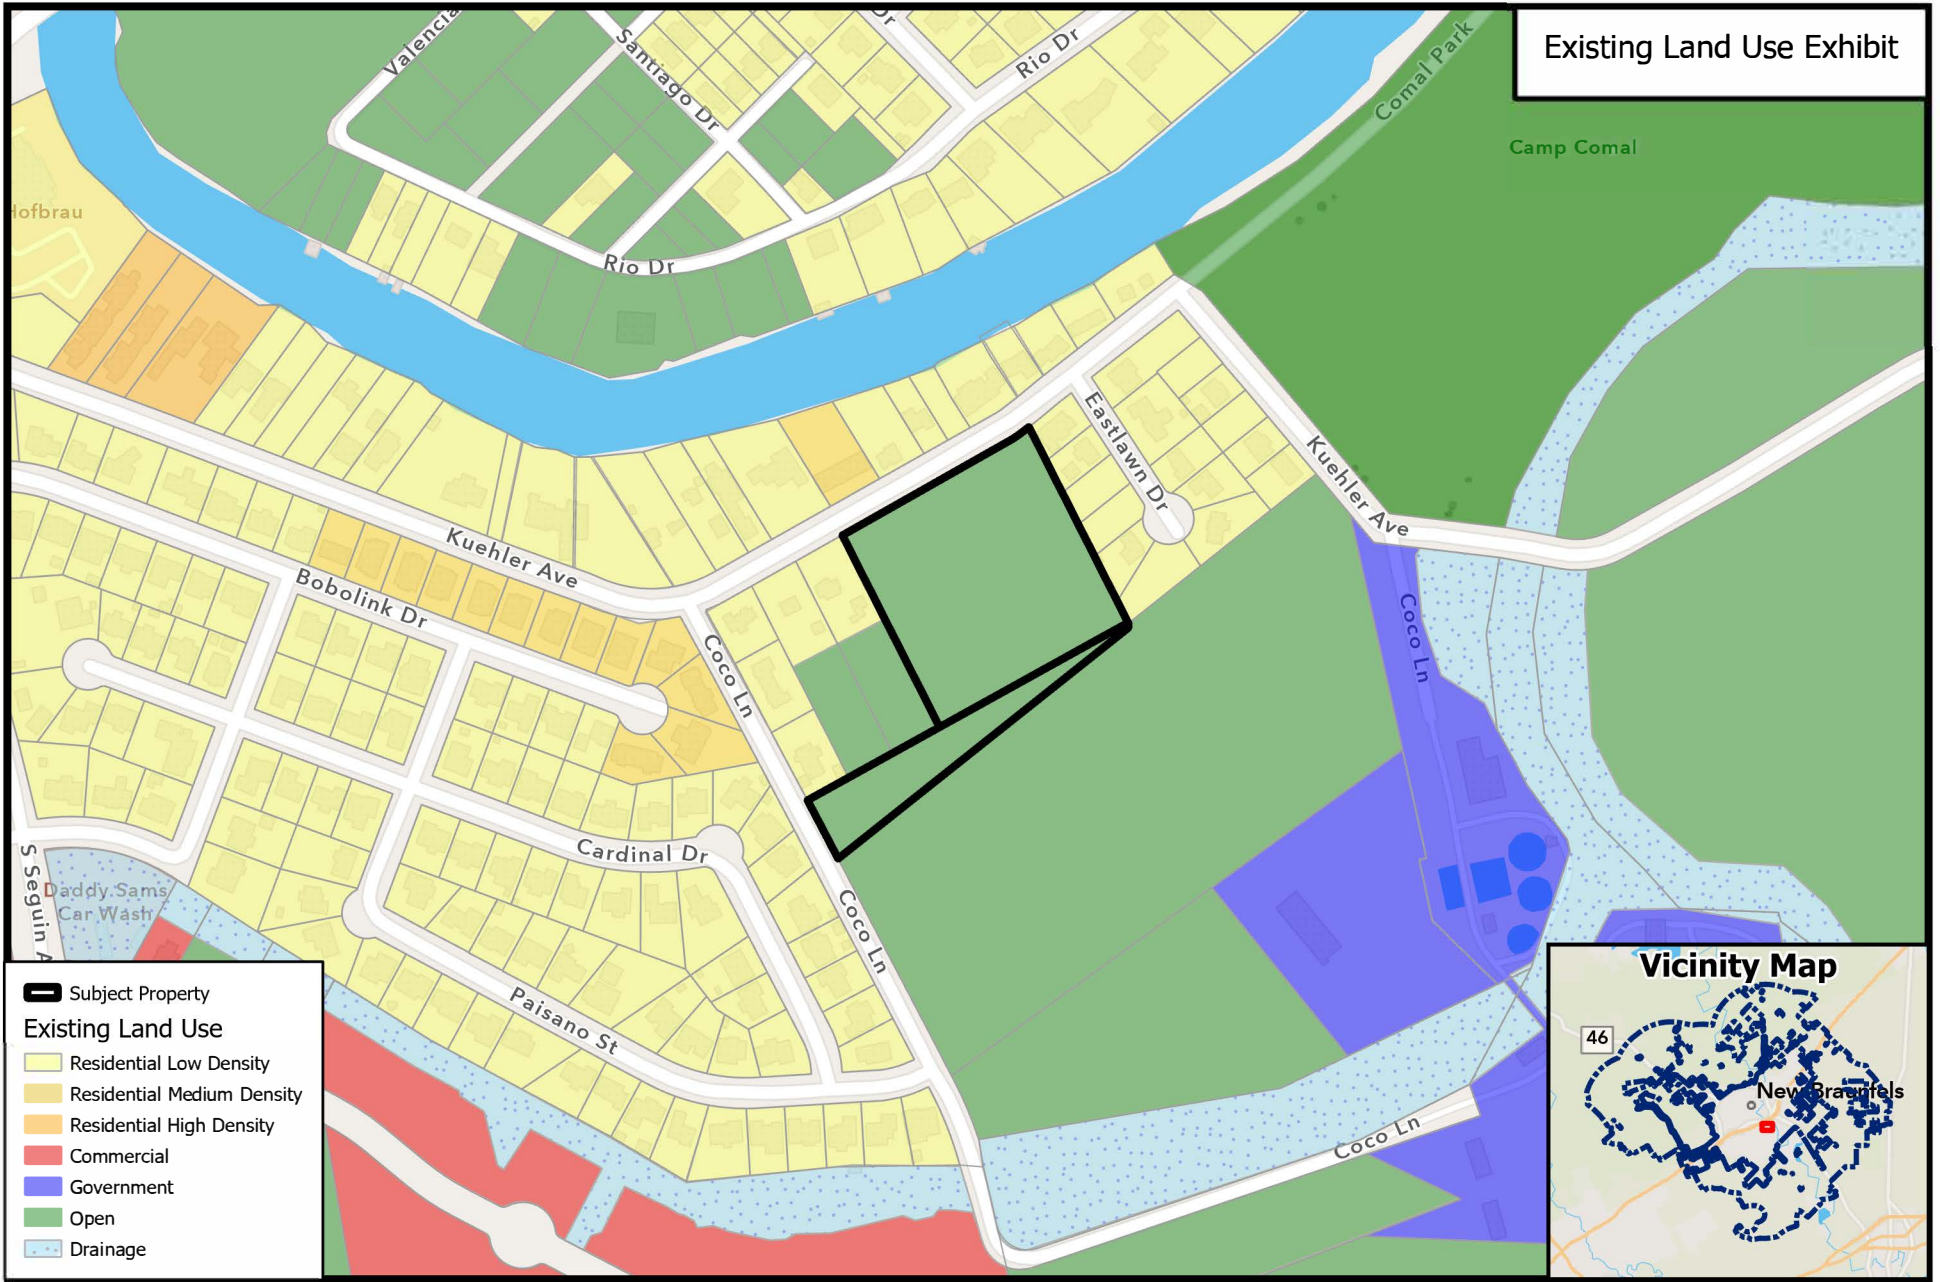 Existing Land Use Exhibit
Valencia
Santiago Dr
Dr
Rio Dr
Comal Park
Camp Comal
Hofbrau
Rio Dr
Eastlawn Dr
Kuehler Ave
Kuehler Ave
Bobolink Dr
Coco Ln
Coco Ln
Cardinal Dr
S Seguin A
Daddy Sams
Car Wash
Coco Ln
Paisano St
Coco Ln
Subject Property
Existing Land Use
Residential Low Density
Residential Medium Density
Residential High Density
Commercial
Government
Open
Drainage
Vicinity Map
46
New Braunfels